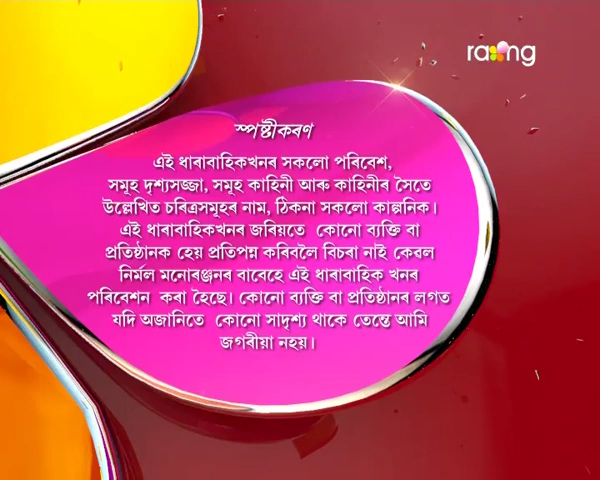 rang
স্পষ্টীকৰণ
এই ধাৰাবাহিকখনৰ সকলো পৰিবেশ,
সমূহ দৃশ্যসজ্জা, সমূহ কাহিনী আৰু কাহিনীৰ সৈতে
উল্লেখিত চৰিত্ৰসমূহৰ নাম, ঠিকনা সকলো কাল্পনিক।
এই ধাৰাবাহিকখনৰ জৰিয়তে কোনো ব্যক্তি বা
প্ৰতিষ্ঠানক হেয় প্ৰতিপন্ন কৰিবলৈ বিচৰা নাই কেৱল
নিৰ্মল মনোৰঞ্জনৰ বাবেহে এই ধাৰাবাহিক খনৰ
পৰিবেশন কৰা হৈছে। কোনো ব্যক্তি বা প্ৰতিষ্ঠানৰ লগত
যদি অজানিতে কোনো সাদৃশ্য থাকে তেন্তে আমি
জগৰীয়া নহয়।